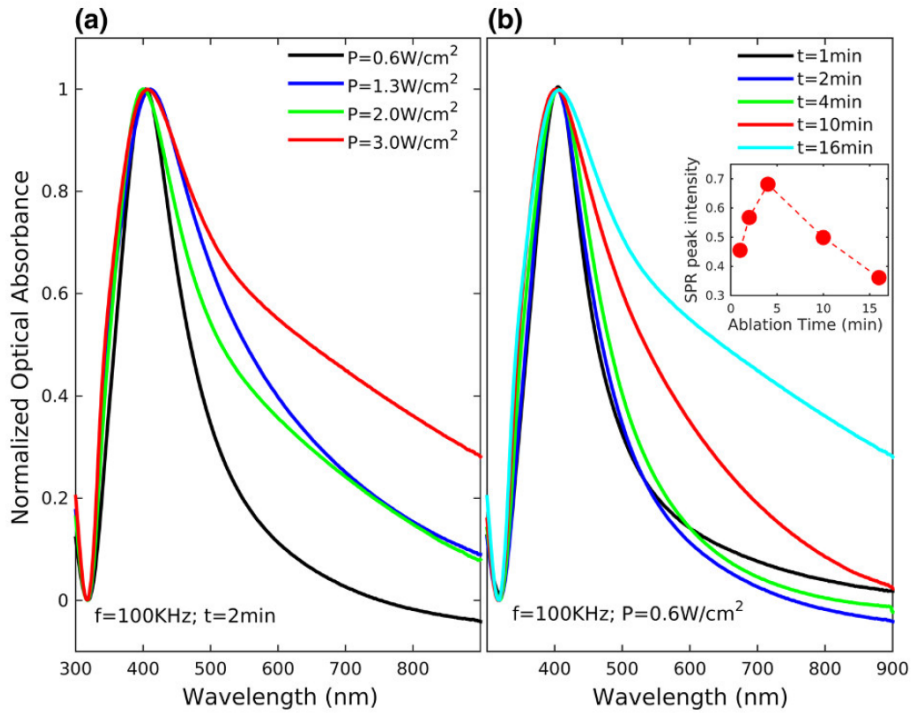 (a)
P=0.6W/cm²
P=1.3W/cm²
P=2.0W/cm²
P=3.0W/cm²
f=100KHz; t=2min
Normalized Optical Absorbance
1
0.8
0.6
0.4
0.2
0
300 400 500 600 700 800
Wavelength (nm)
(b)
t=1min
t=2min
t=4min
t=10min
t=16min
SPR peak intensity
0.7
0.6
0.5
0.4
0.3
0 5 10 15
Ablation Time (min)
f=100KHz; P=0.6W/cm²
400 500 600 700 800 900
Wavelength (nm)